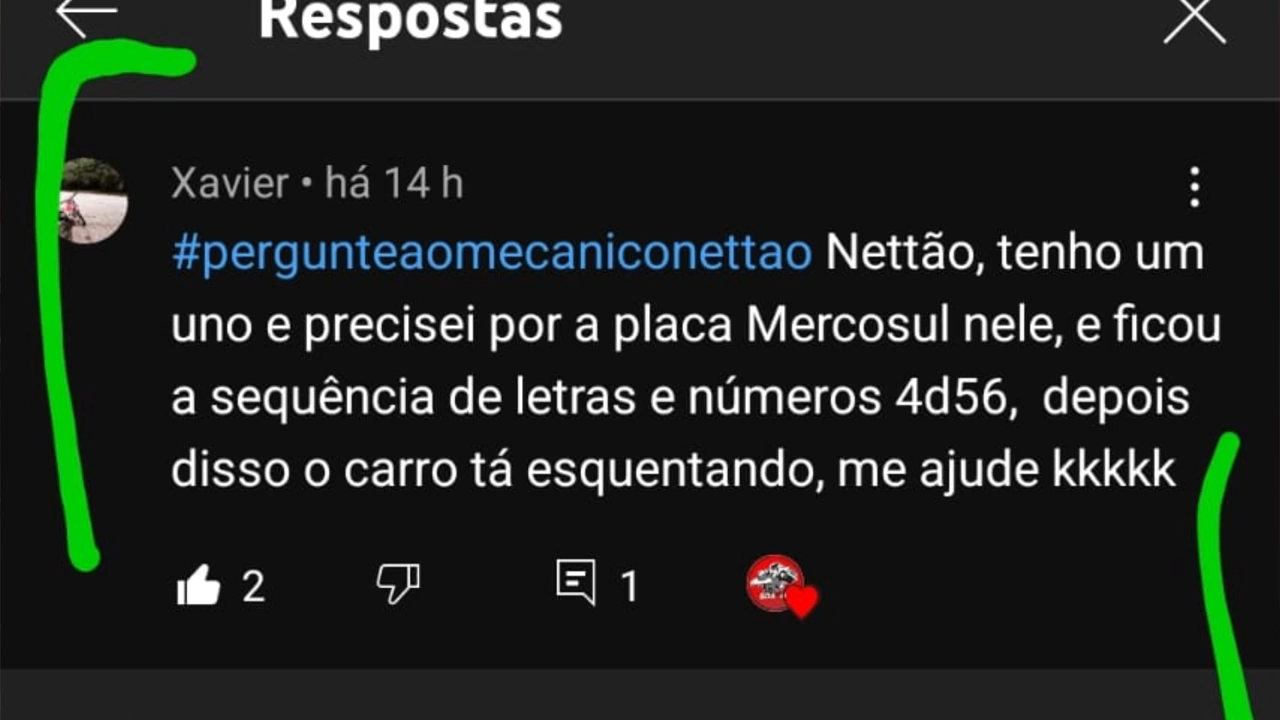 Respostas
Xavier • há 14 h
#pergunteaomecaniconettao Nettão, tenho um
uno e precisei por a placa Mercosul nele, e ficou
a sequência de letras e números 4d56,  depois
disso o carro tá esquentando, me ajude kkkkk
2
1